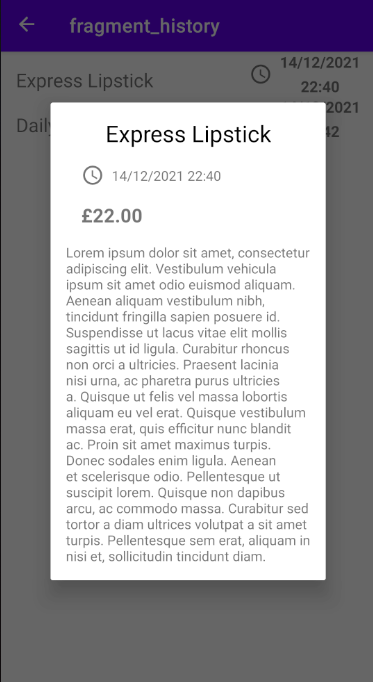 fragment_history
14/12/2021
Express Lipstick
22:40
2021
Daily
42
Express Lipstick
14/12/2021 22:40
£22.00
Lorem ipsum dolor sit amet, consectetur
adipiscing elit. Vestibulum vehicula
ipsum sit amet odio euismod aliquam.
Aenean aliquam vestibulum nibh,
tincidunt fringilla sapien posuere id.
Suspendisse ut lacus vitae elit mollis
sagittis ut id ligula. Curabitur rhoncus
non orci a ultricies. Praesent lacinia
nisi urna, ac pharetra purus ultricies
a. Quisque ut felis vel massa lobortis
aliquam eu vel erat. Quisque vestibulum
massa erat, quis efficitur nunc blandit
ac. Proin sit amet maximus turpis.
Donec sodales enim ligula. Aenean
et scelerisque odio. Pellentesque ut
suscipit lorem. Quisque non dapibus
arcu, ac commodo massa. Curabitur sed
tortor a diam ultrices volutpat a sit amet
turpis. Pellentesque sem erat, aliquam in
nisi et, sollicitudin tincidunt diam.